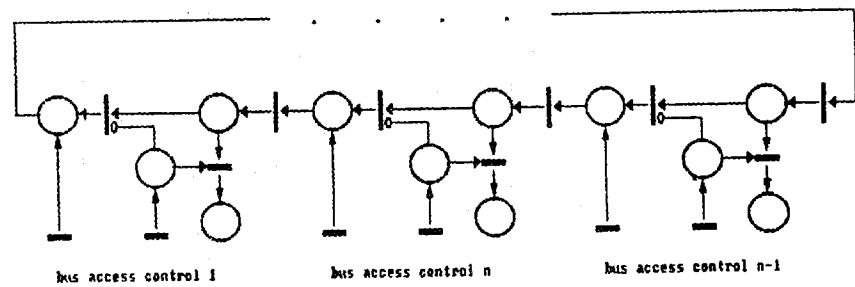 bus access control 1
bus access control n
bus access control n-1